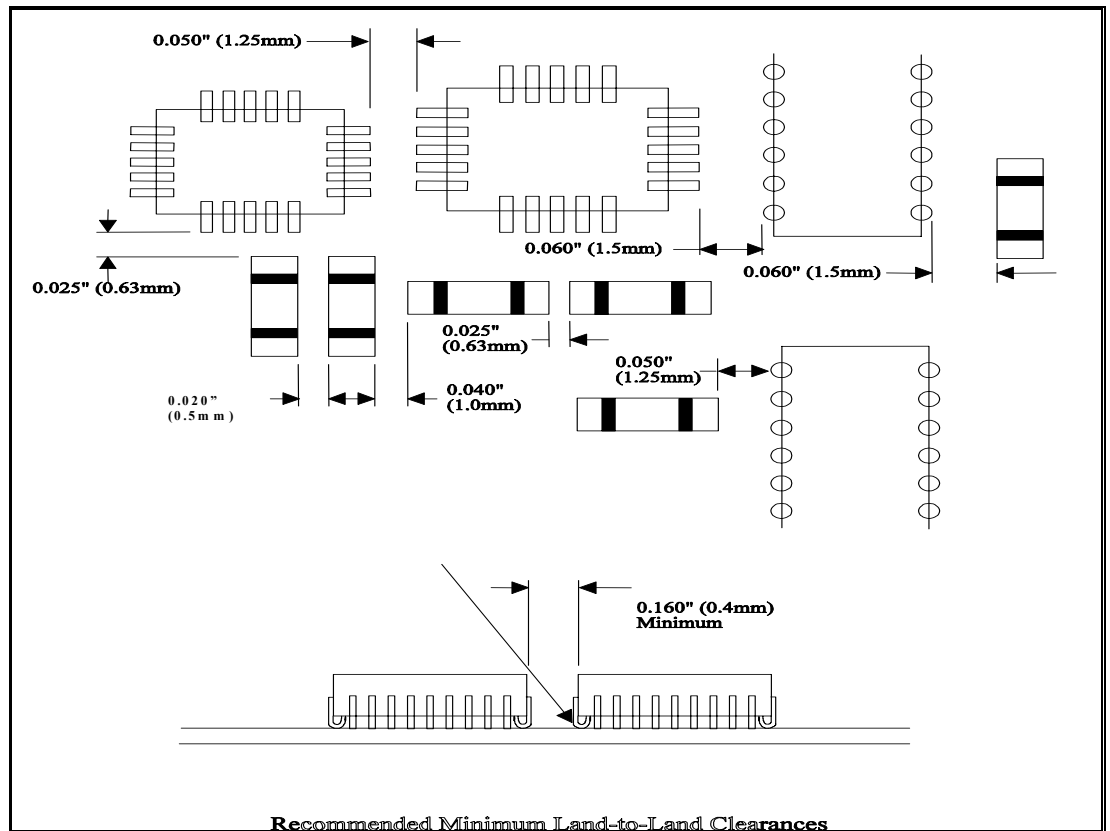 0.050" (1.25mm)
0.060" (1.5mm)
0.060" (1.5mm)
0.025" (0.63mm)
0.025"
(0.63mm)
0.050"
(1.25mm)
0.040"
(1.0mm)
0.020”
(0.5mm)
0.160" (0.4mm)
Minimum
Recommended Minimum Land-to-Land Clearances